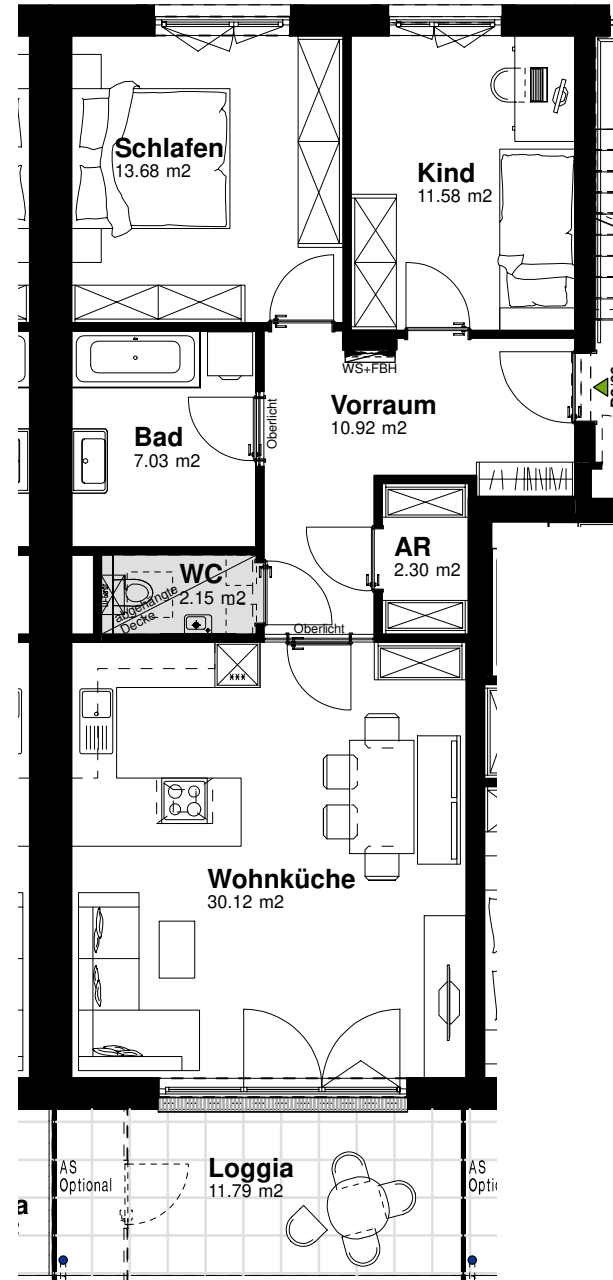 Schlafen
13.68 m2
Kind
11.58 m2
WS+FBH
Vorraum
10.92 m2
Oberlicht
Bad
7.03 m2
AR
2.30 m2
WC
2.15 m2
abgehängte
Decke
Oberlicht
***
Wohnküche
30.12 m2
Loggia
11.79 m2
AS
Optional
AS
a